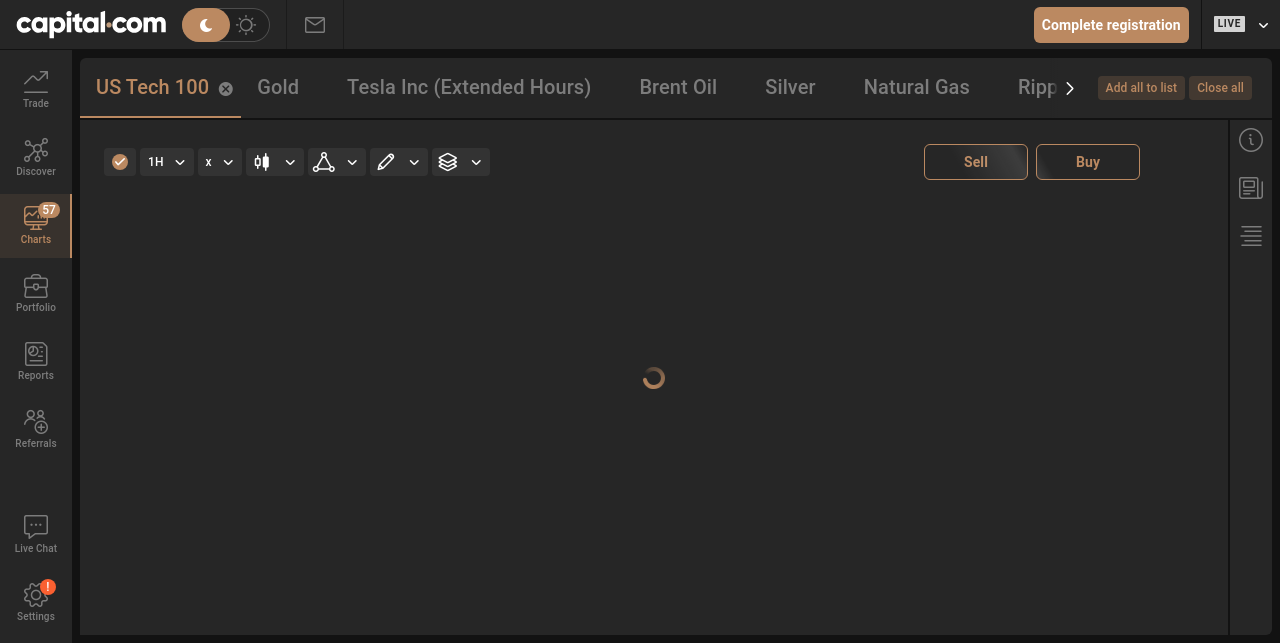 capital.com
Complete registration
LIVE
US Tech 100
Gold
Tesla Inc (Extended Hours)
Brent Oil
Silver
Natural Gas
Ripp
Add all to list
Close all
Trade
Discover
57
Charts
Portfolio
Reports
Referrals
Live Chat
!
Settings
1H
x
Sell
Buy